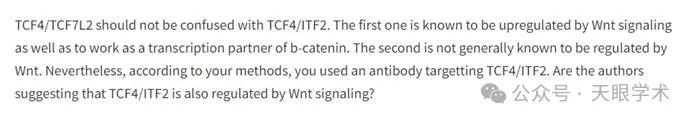 TCF4/TCF7L2 should not be confused with TCF4/ITF2. The first one is known to be upregulated by Wnt signaling
as well as to work as a transcription partner of b-catenin. The second is not generally known to be regulated by
Wnt. Nevertheless, according to your methods, you used an antibody targetting TCF4/ITF2. Are the authors
suggesting that TCF4/ITF2 is also regulated by Wnt signaling?
公众号 · 天眼学术